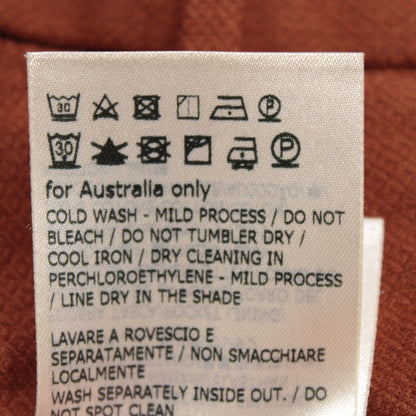 30 P
30 P
for Australia only
COLD WASH - MILD PROCESS / DO NOT
BLEACH / DO NOT TUMBLER DRY /
COOL IRON / DRY CLEANING IN
PERCHLOROETHYLENE - MILD PROCESS
/ LINE DRY IN THE SHADE
LAVARE A ROVESCIO E
SEPARATAMENTE / NON SMACCHIARE
LOCALMENTE
WASH SEPARATELY INSIDE OUT. / DO
NOT SPOT CLEAN